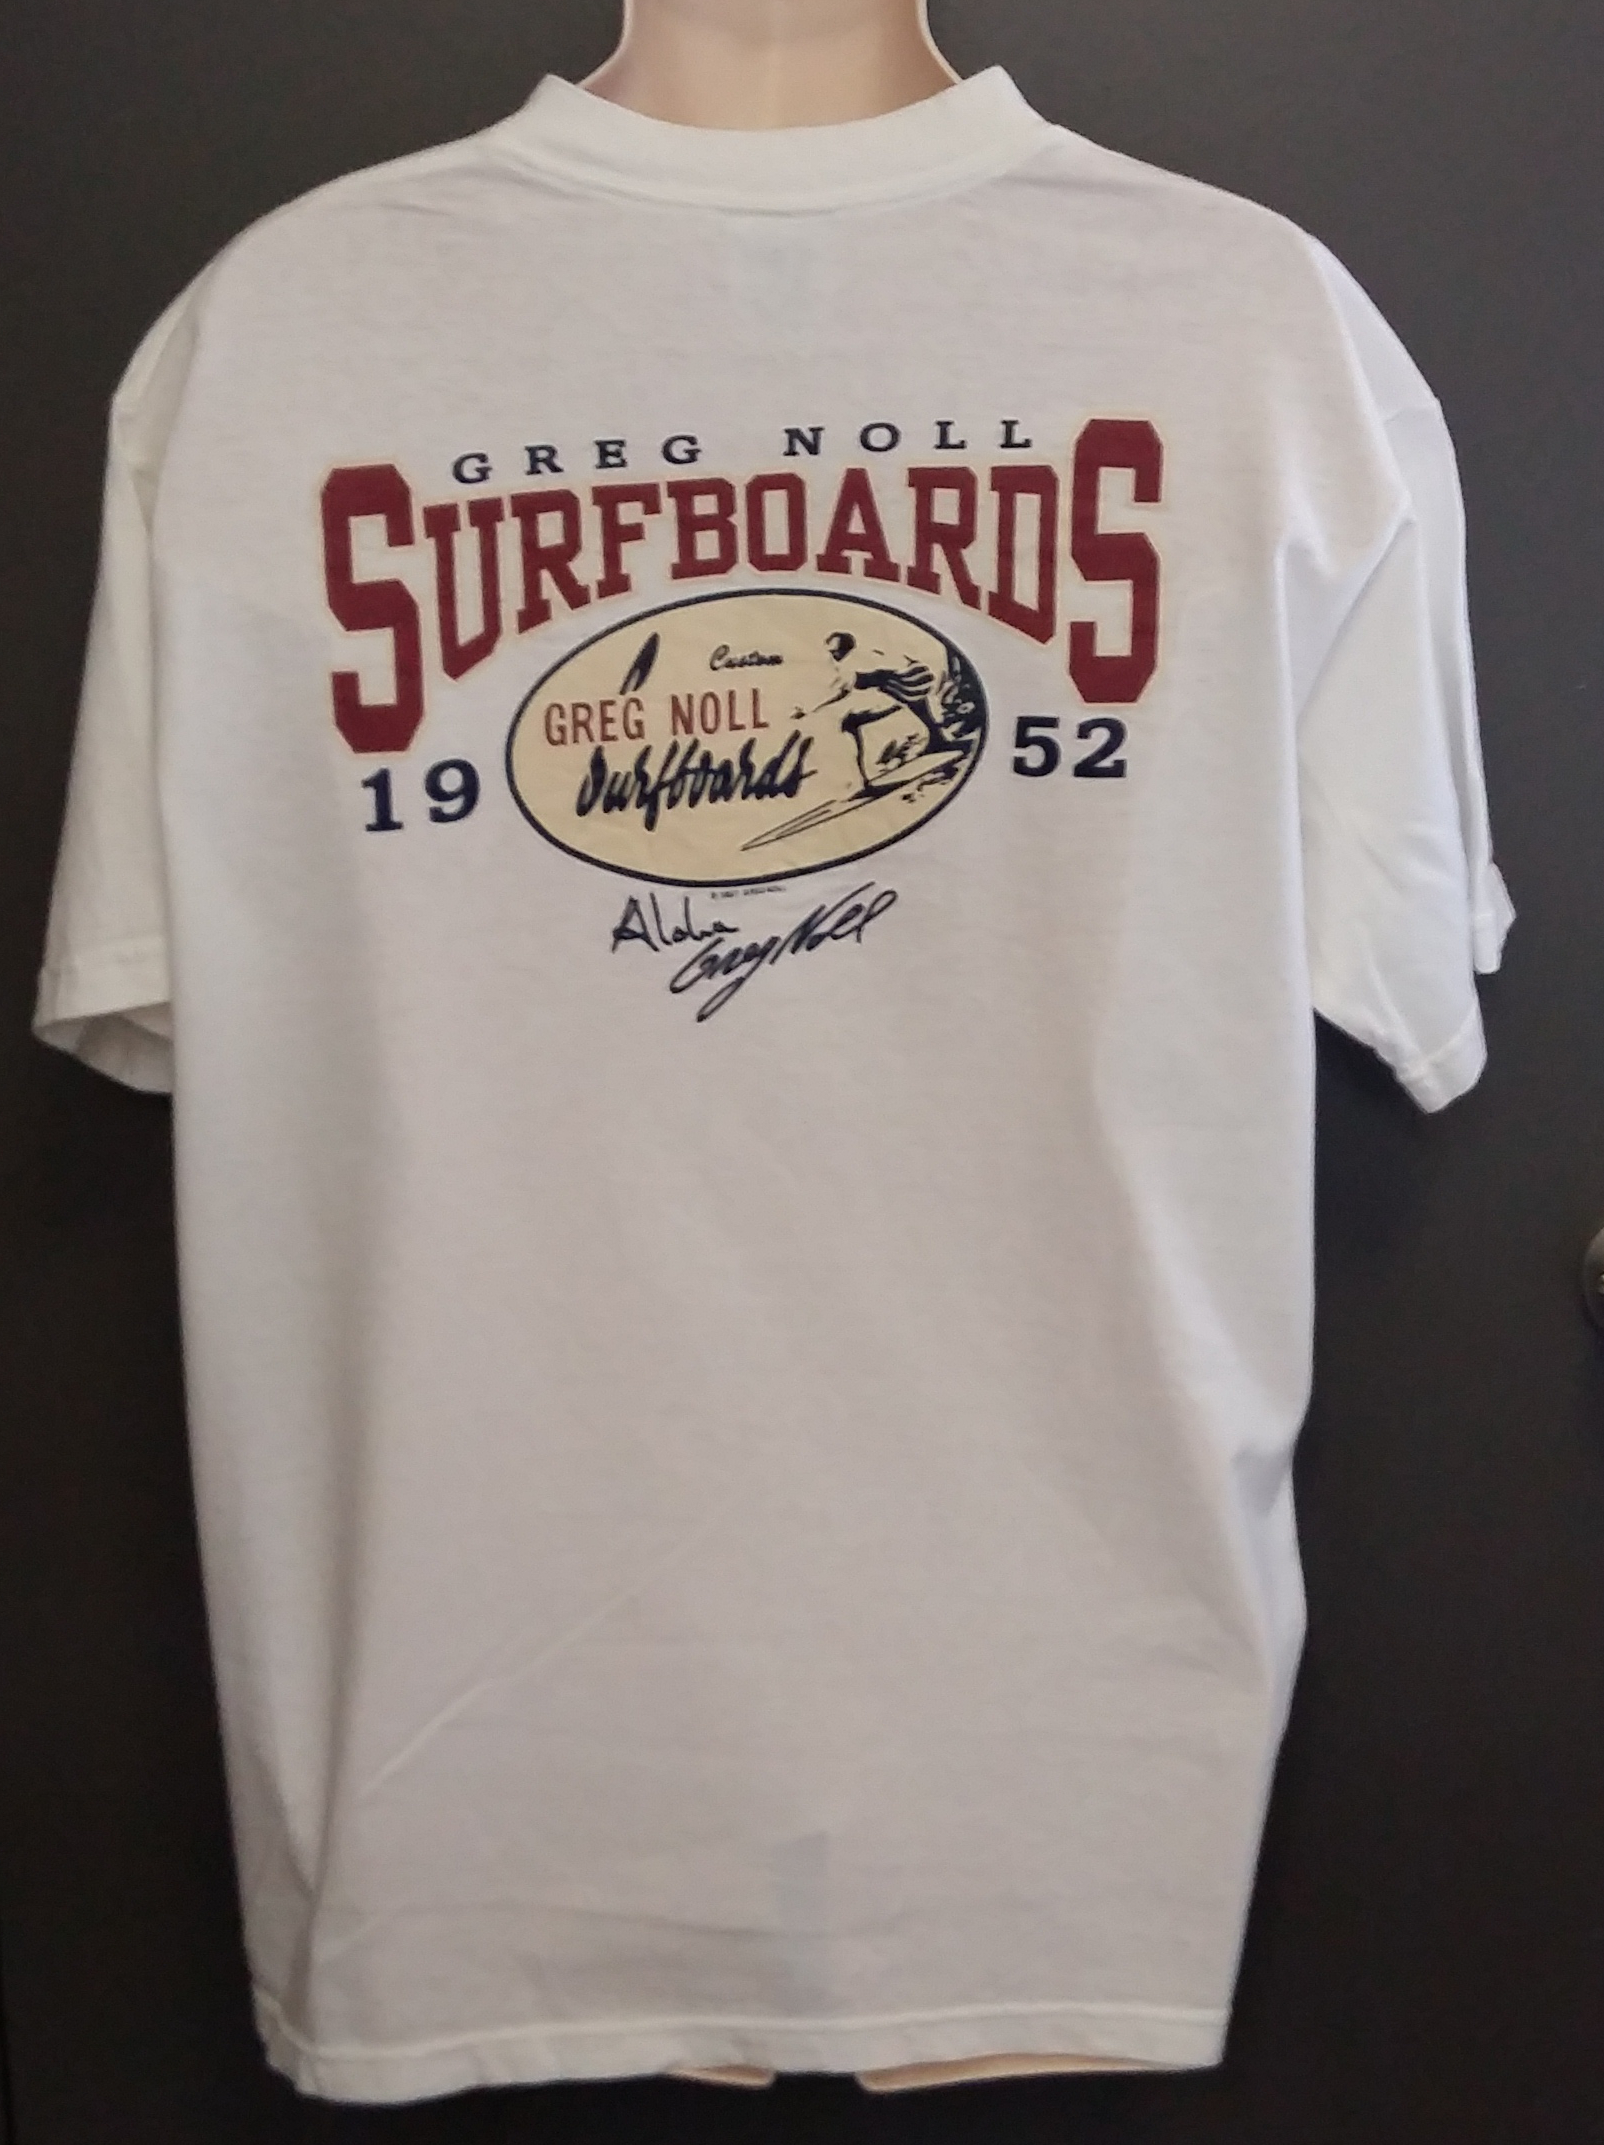 GREG NOLL
SURFBOARDS
Custom
GREG NOLL
Surfboards
19 52
Aloha
Greg Noll